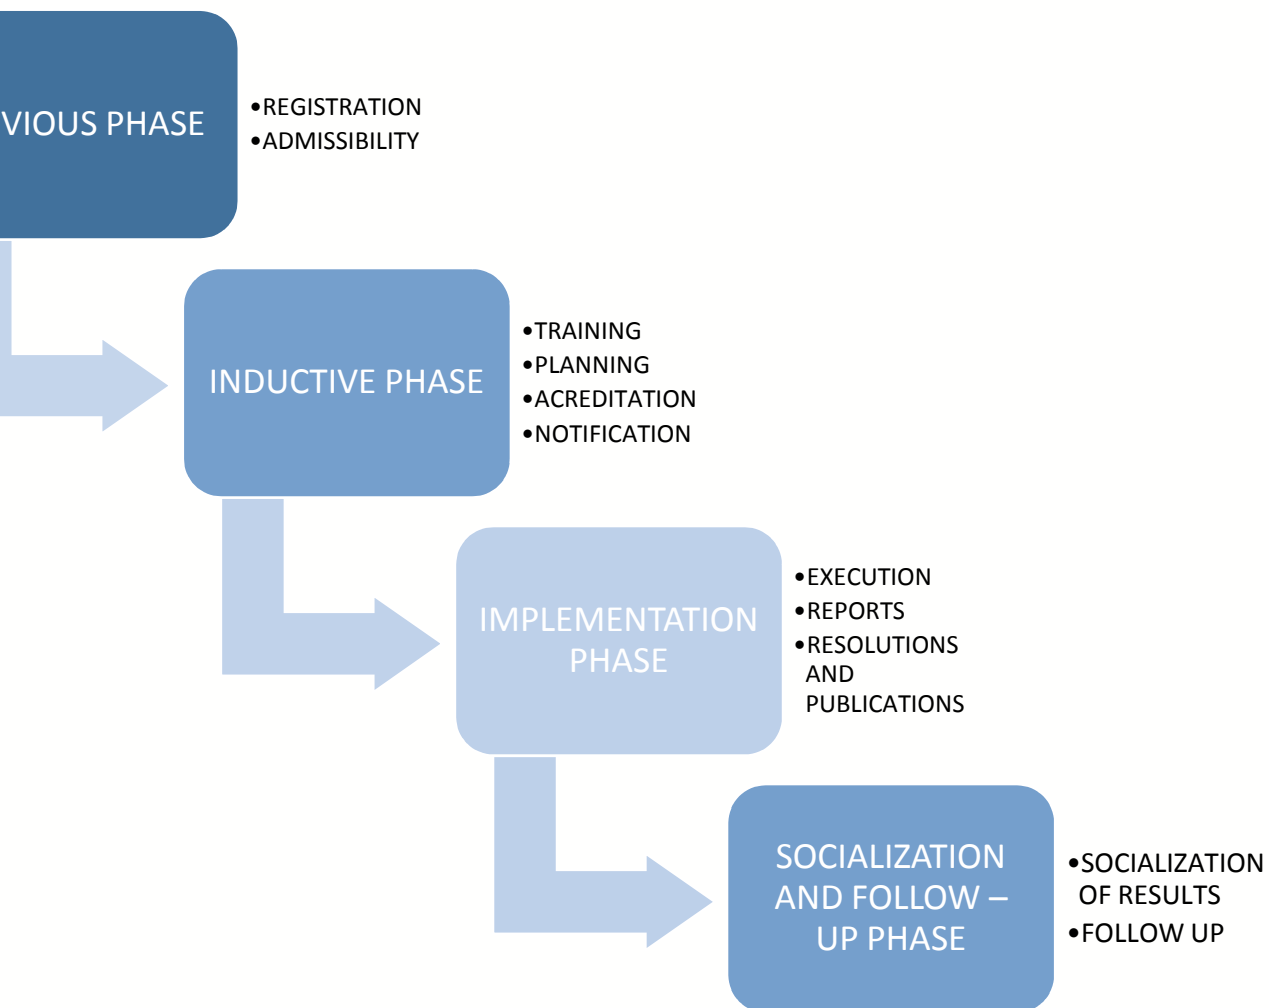 VIOUS PHASE
•REGISTRATION
•ADMISSIBILITY
INDUCTIVE PHASE
•TRAINING
•PLANNING
•ACREDITATION
•NOTIFICATION
IMPLEMENTATION
PHASE
•EXECUTION
•REPORTS
•RESOLUTIONS
AND
PUBLICATIONS
SOCIALIZATION
AND FOLLOW –
UP PHASE
•SOCIALIZATION
OF RESULTS
•FOLLOW UP